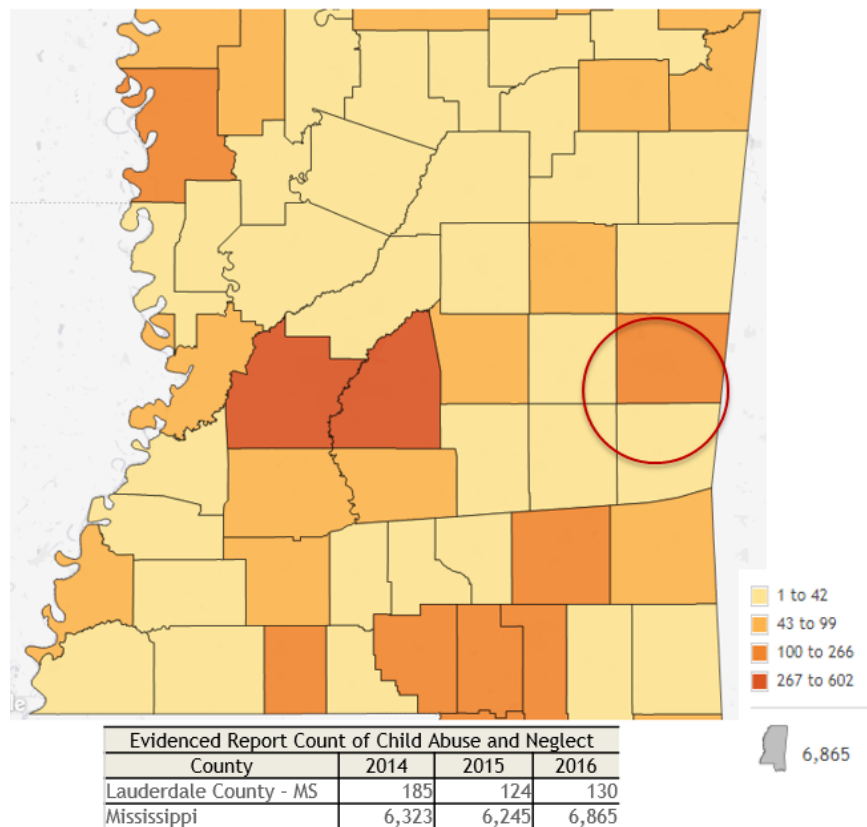 1 to 42
43 to 99
100 to 266
267 to 602
6,865
Evidenced Report Count of Child Abuse and Neglect
County 2014 2015 2016
Lauderdale County - MS 185 124 130
Mississippi 6,323 6,245 6,865